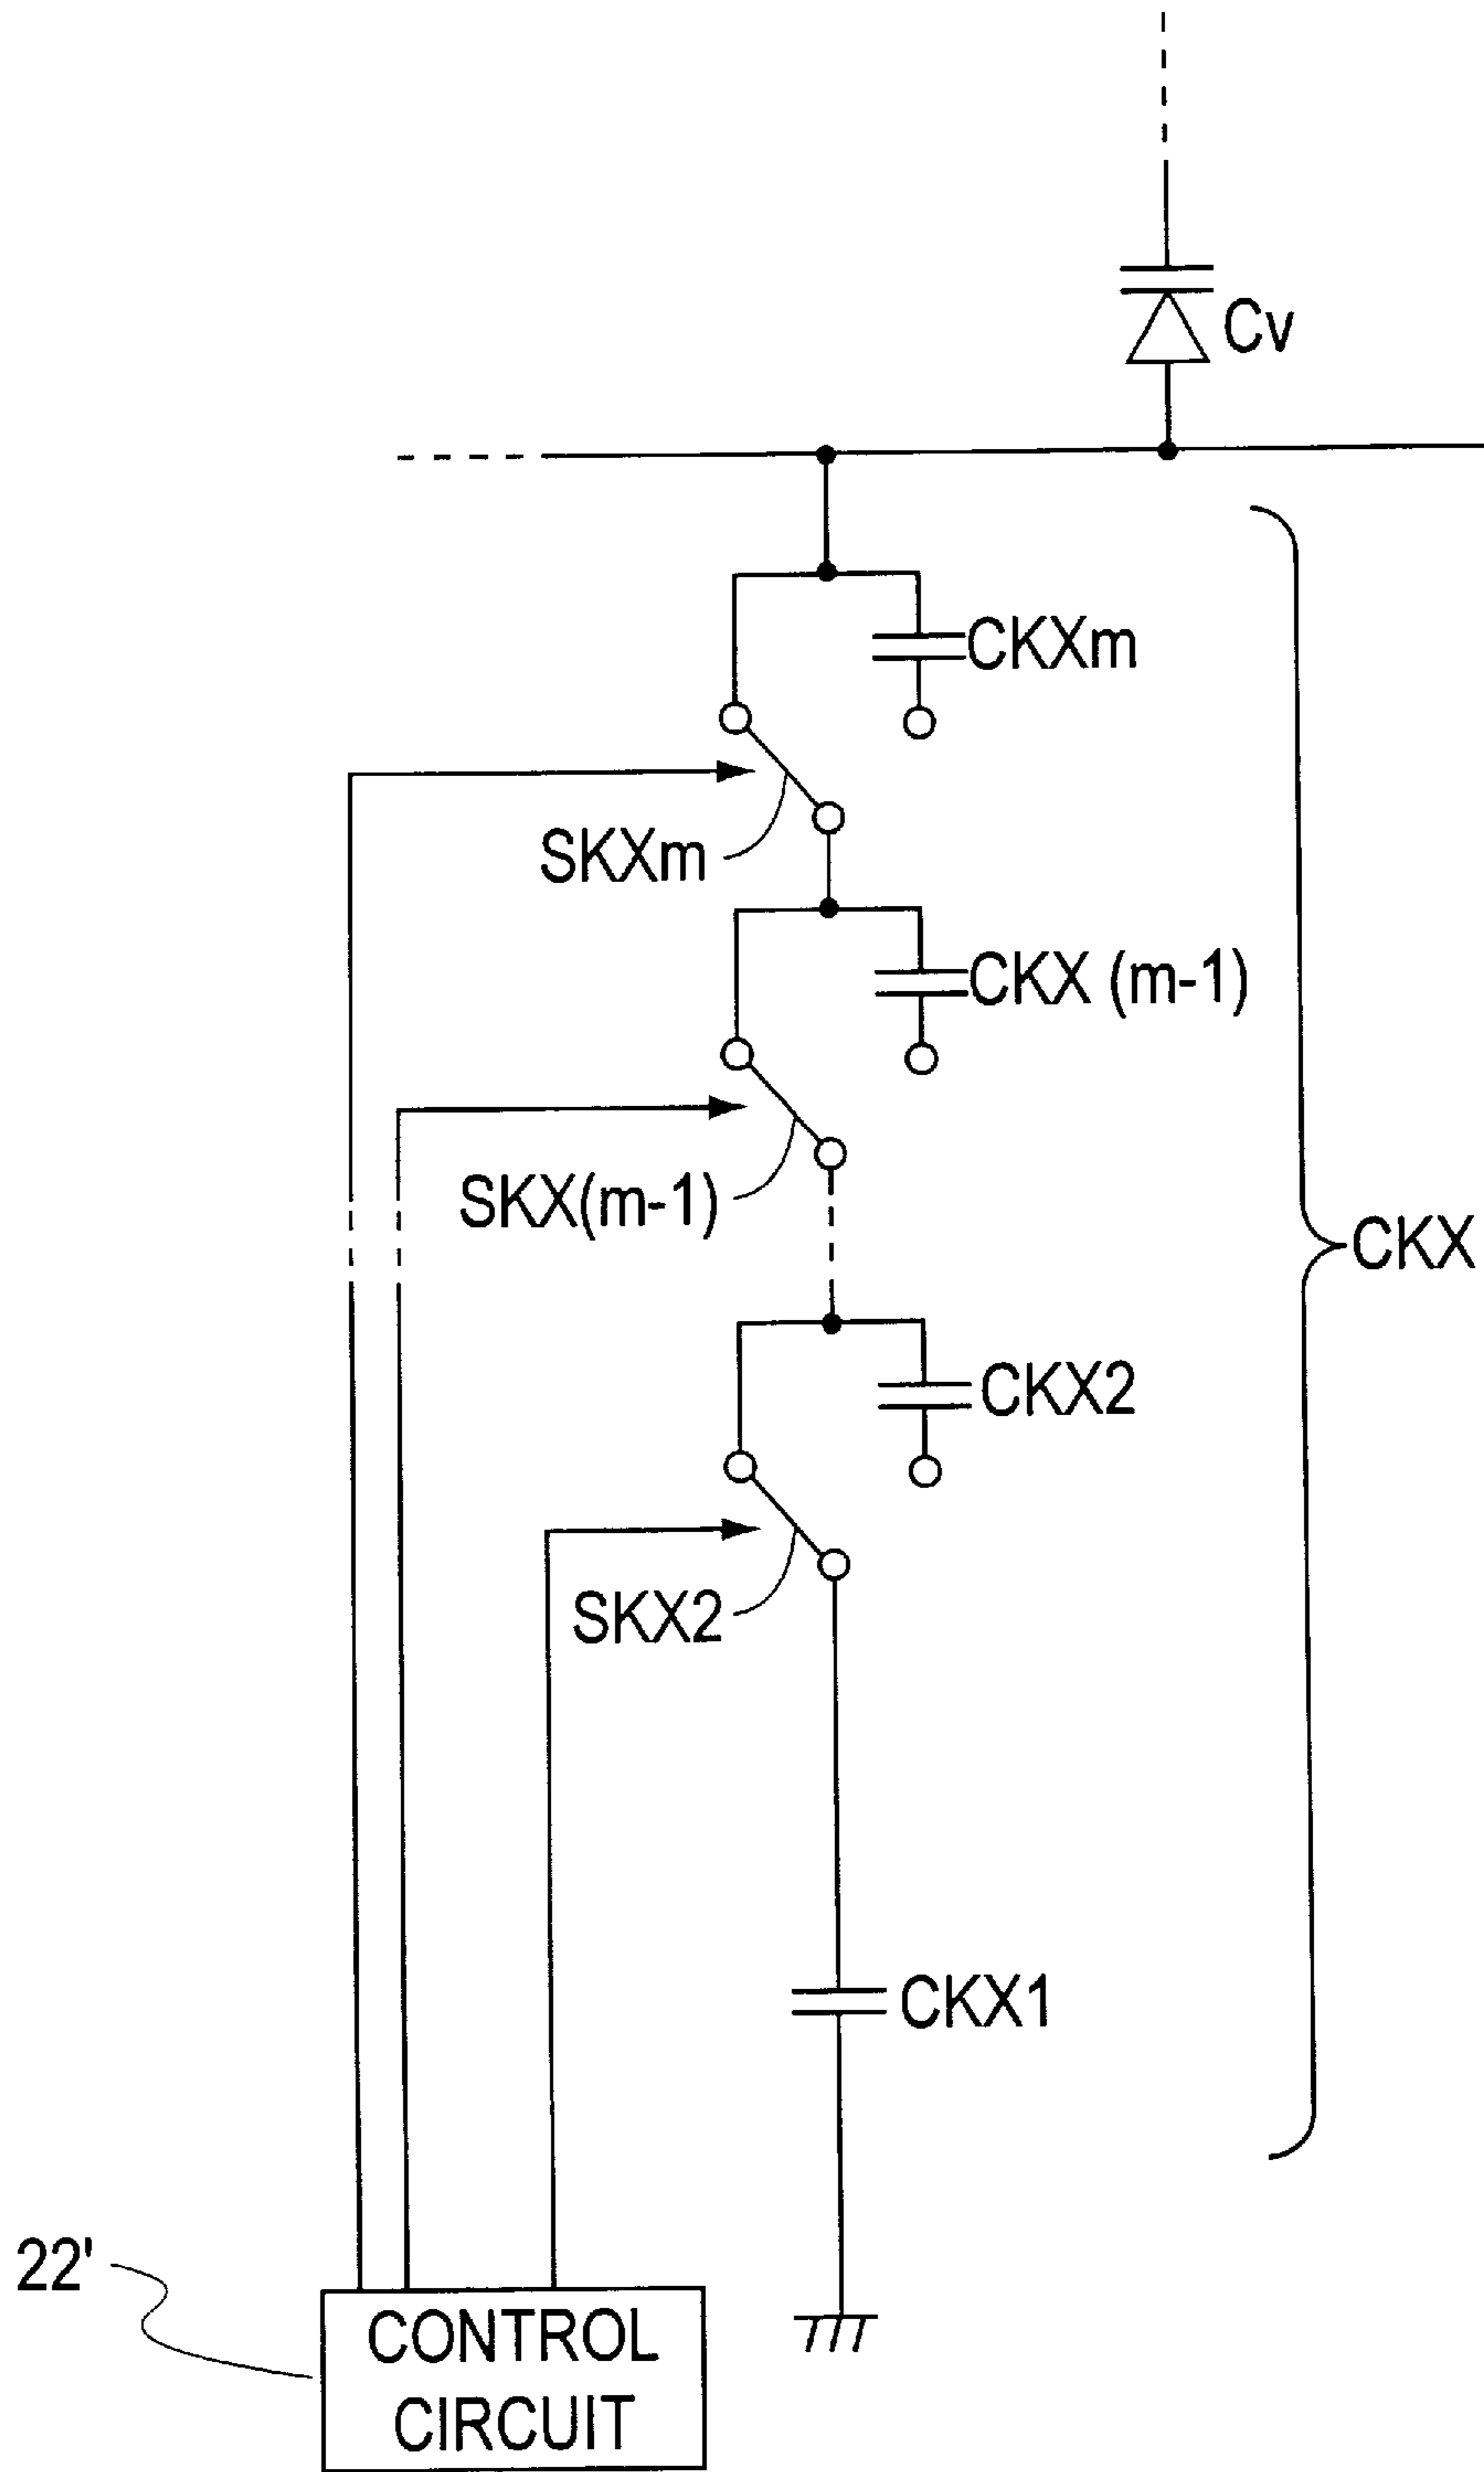 Cv
CKXm
SKXm
CKX (m-1)
SKX(m-1)
CKX
CKX2
SKX2
CKX1
22'
CONTROL
CIRCUIT